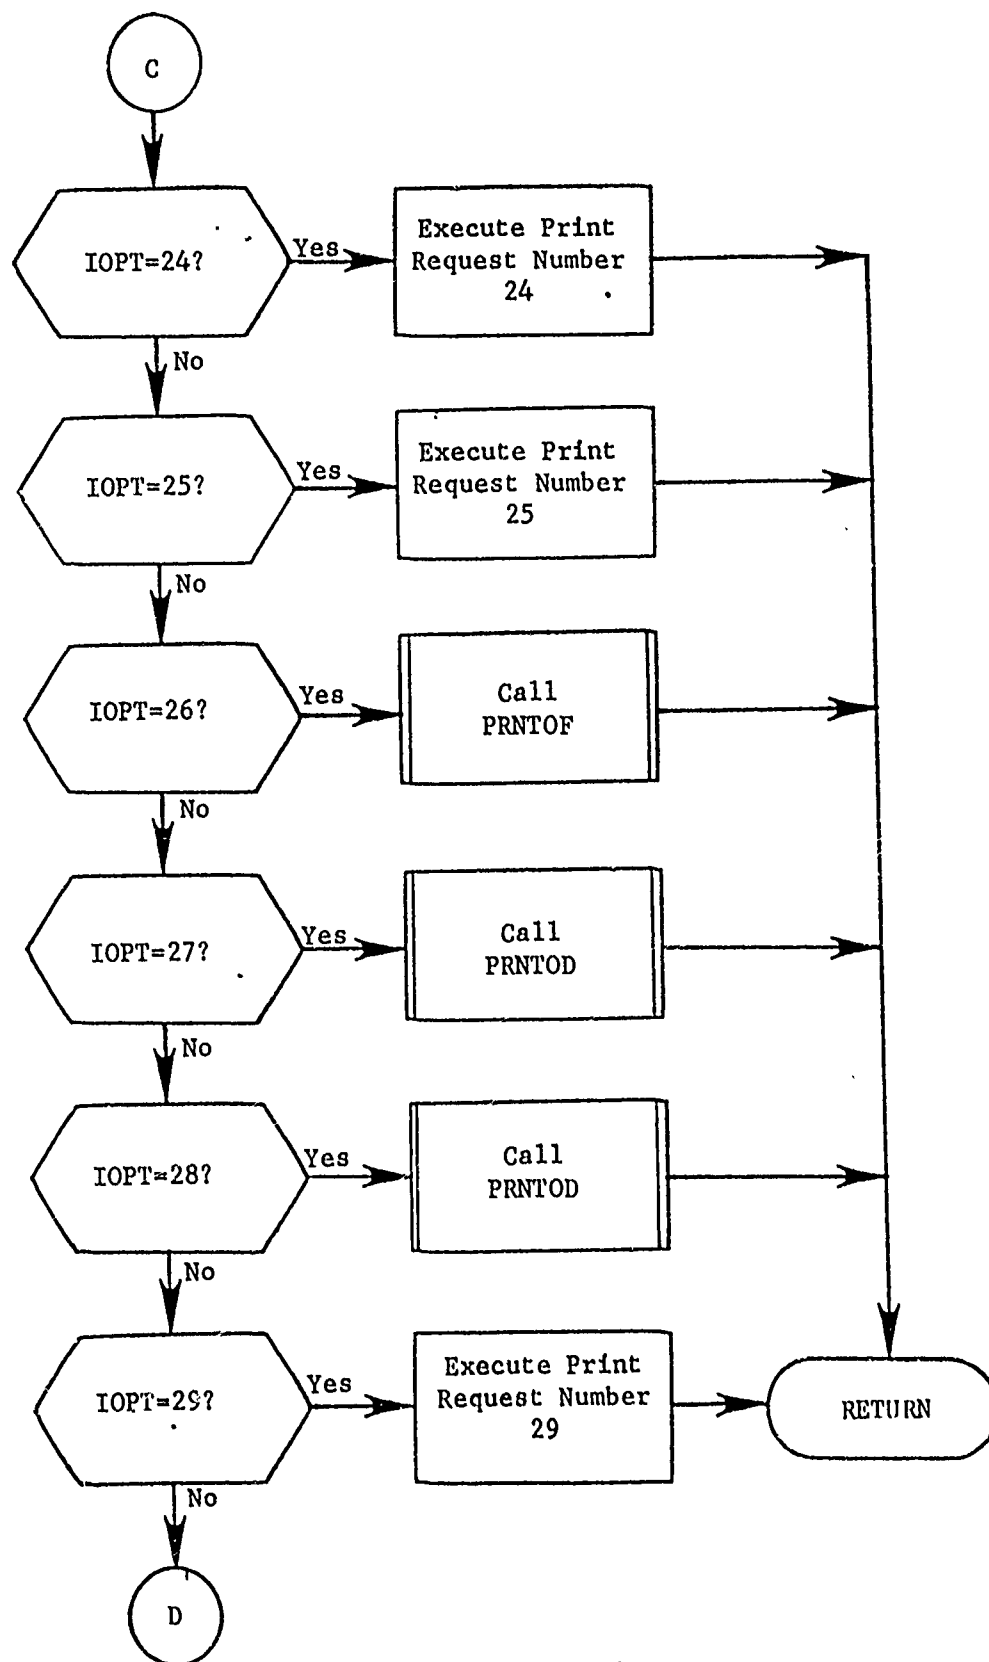 C
IOPT=24?
Yes
Execute Print
Request Number
24
No
IOPT=25?
Yes
Execute Print
Request Number
25
No
IOPT=26?
Yes
Call
PRNTOF
No
IOPT=27?
Yes
Call
PRNTOD
No
IOPT=28?
Yes
Call
PRNTOD
No
IOPT=29?
Yes
Execute Print
Request Number
29
RETURN
No
D